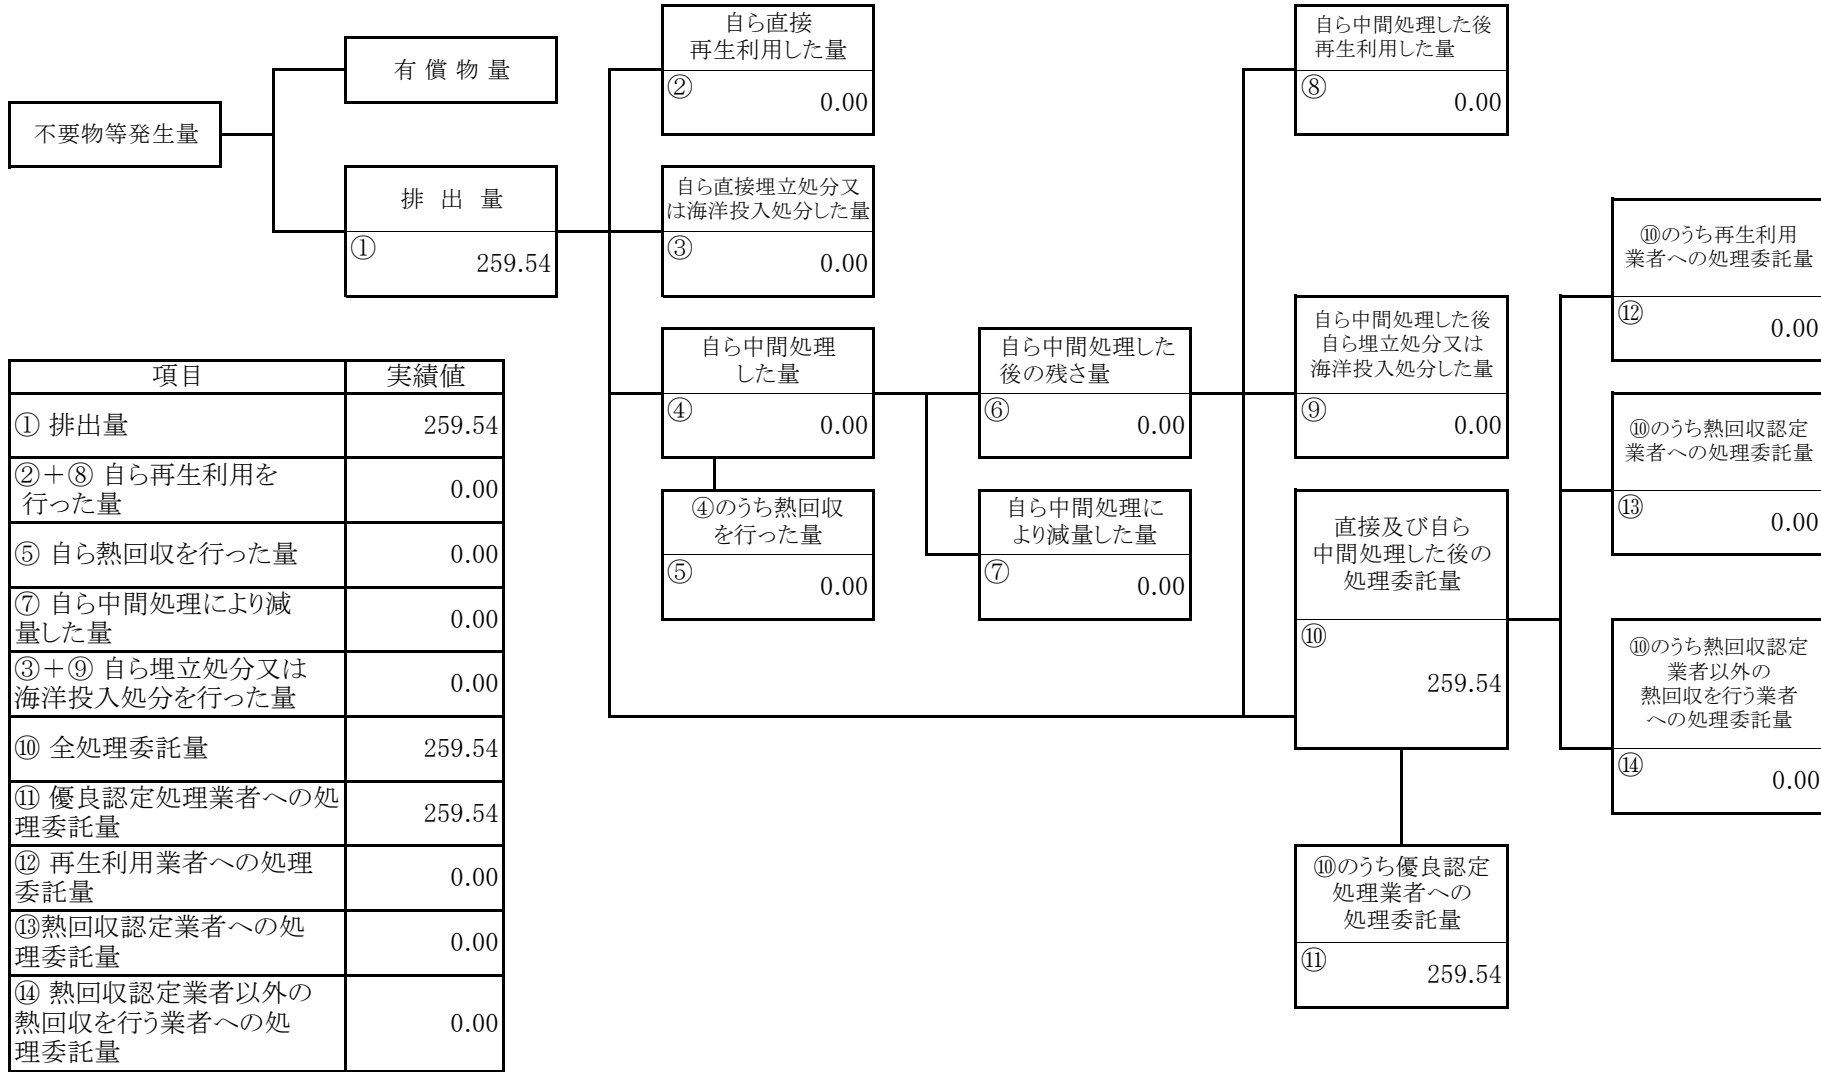 不要物等発生量
有 償 物 量
排 出 量
①
259.54
自ら直接
再生利用した量
②
0.00
自ら直接埋立処分又
は海洋投入処分した量
③
0.00
自ら中間処理
した量
④
0.00
④のうち熱回収
を行った量
⑤
0.00
自ら中間処理した
後の残さ量
⑥
0.00
自ら中間処理に
より減量した量
⑦
0.00
自ら中間処理した後
再生利用した量
⑧
0.00
自ら中間処理した後
自ら埋立処分又は
海洋投入処分した量
⑨
0.00
直接及び自ら
中間処理した後の
処理委託量
⑩
259.54
⑩のうち優良認定
処理業者への
処理委託量
⑪
259.54
⑩のうち再生利用
業者への処理委託量
⑫
0.00
⑩のうち熱回収認定
業者への処理委託量
⑬
0.00
⑩のうち熱回収認定
業者以外の
熱回収を行う業者
への処理委託量
⑭
0.00
項目 実績値
① 排出量 259.54
②+⑧ 自ら再生利用を
行った量 0.00
⑤ 自ら熱回収を行った量 0.00
⑦ 自ら中間処理により減
量した量 0.00
③+⑨ 自ら埋立処分又は
海洋投入処分を行った量 0.00
⑩ 全処理委託量 259.54
⑪ 優良認定処理業者への処
理委託量 259.54
⑫ 再生利用業者への処理
委託量 0.00
⑬熱回収認定業者への処
理委託量 0.00
⑭ 熱回収認定業者以外の
熱回収を行う業者への処
理委託量 0.00